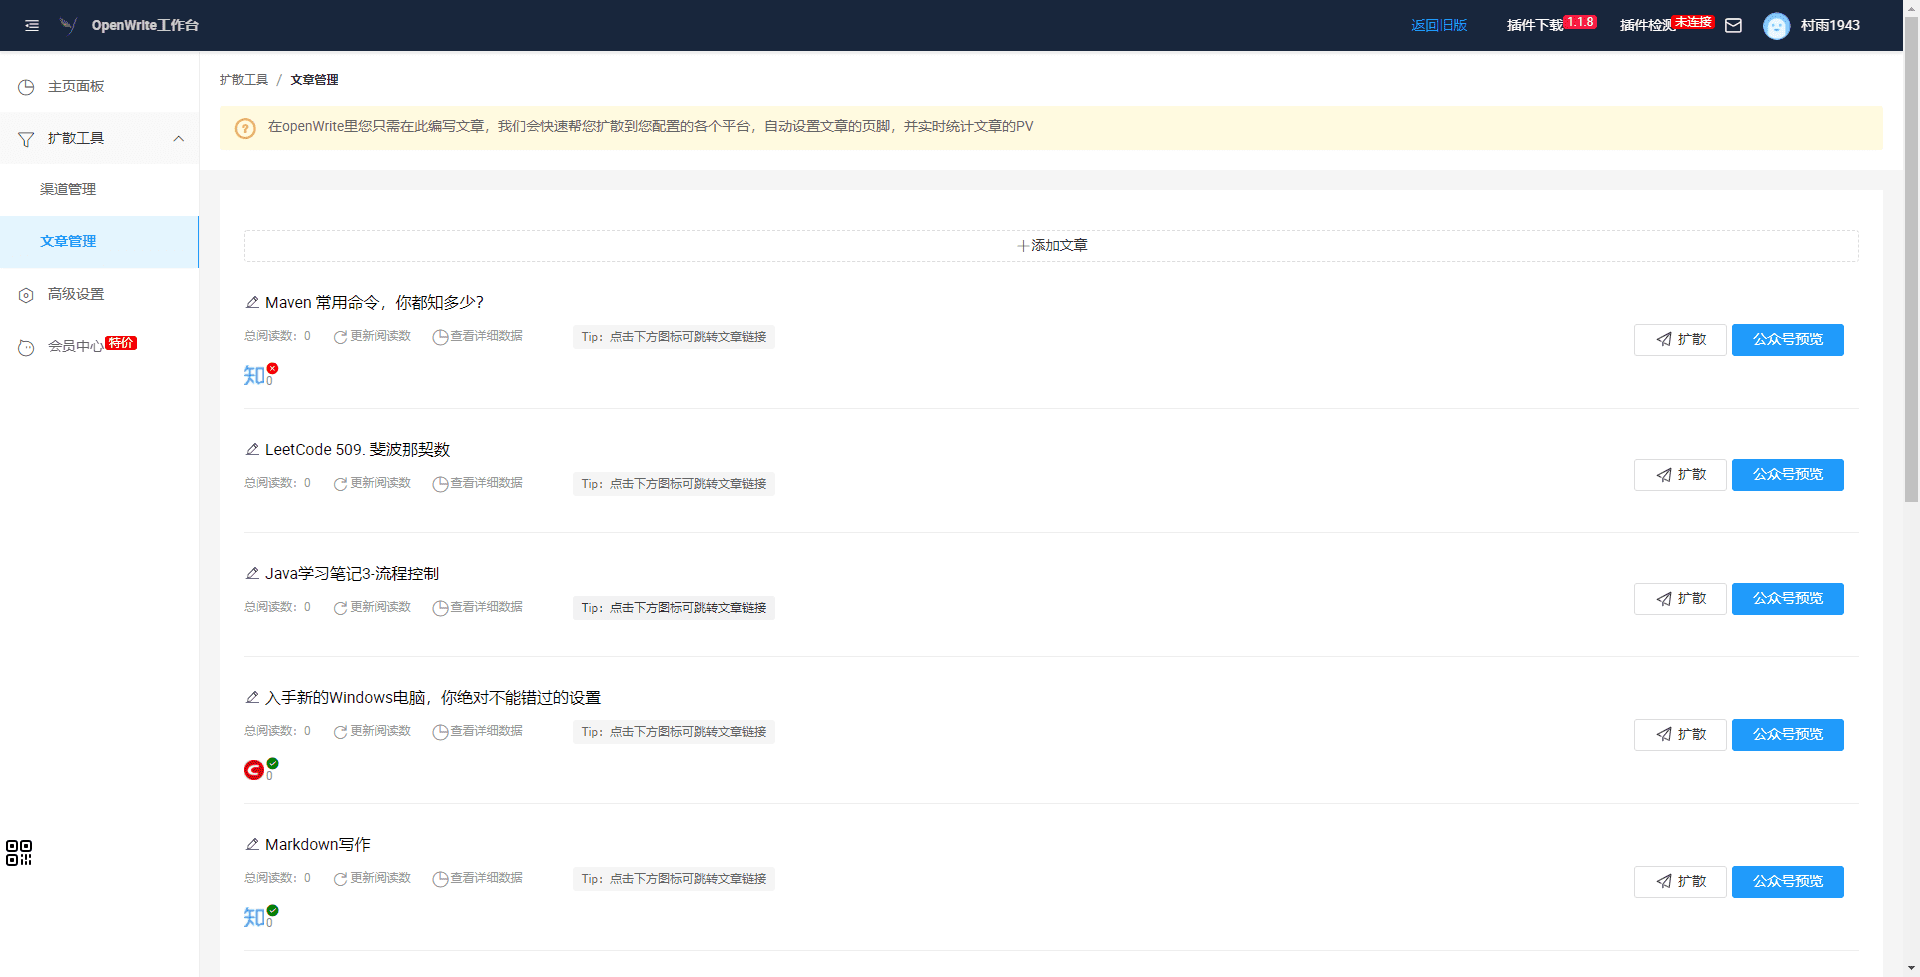 OpenWrite工作台
返回旧版
插件下载 1.1.8
插件检测 未连接
村雨1943
主页面板
扩散工具
渠道管理
文章管理
高级设置
会员中心 特价
扩散工具 / 文章管理
在openWrite里您只需在此编写文章，我们会快速帮您扩散到您配置的各个平台，自动设置文章的页脚，并实时统计文章的PV
添加文章
Maven 常用命令，你都知多少？
总阅读数：0 更新阅读数 查看详细数据 Tip：点击下方图标可跳转文章链接
扩散 公众号预览
知 0
LeetCode 509. 斐波那契数
总阅读数：0 更新阅读数 查看详细数据 Tip：点击下方图标可跳转文章链接
扩散 公众号预览
Java学习笔记3-流程控制
总阅读数：0 更新阅读数 查看详细数据 Tip：点击下方图标可跳转文章链接
扩散 公众号预览
入手新的Windows电脑，你绝对不能错过的设置
总阅读数：0 更新阅读数 查看详细数据 Tip：点击下方图标可跳转文章链接
扩散 公众号预览
C 0
Markdown写作
总阅读数：0 更新阅读数 查看详细数据 Tip：点击下方图标可跳转文章链接
扩散 公众号预览
知 0